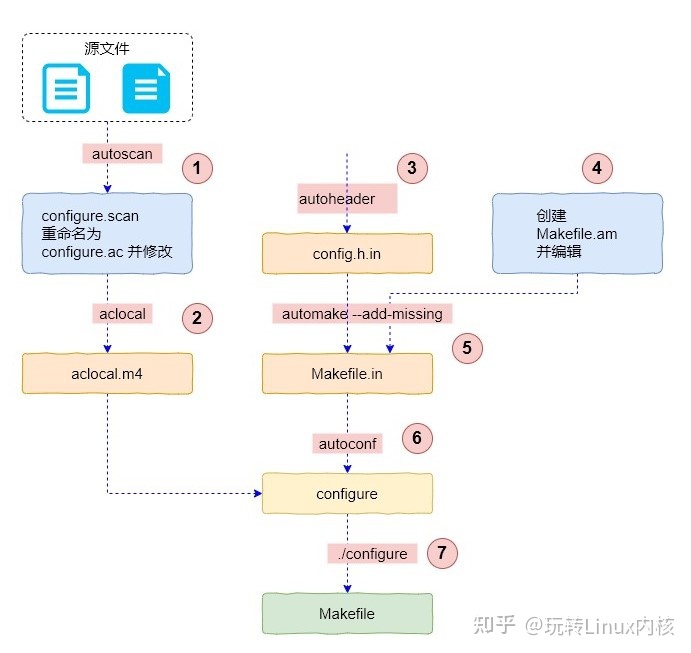 源文件
autoscan
1
configure.scan
重命名为
configure.ac 并修改
aclocal
2
aclocal.m4
3
autoheader
config.h.in
4
创建
Makefile.am
并编辑
automake --add-missing
5
Makefile.in
6
autoconf
configure
./configure
7
Makefile
知乎 @玩转Linux内核